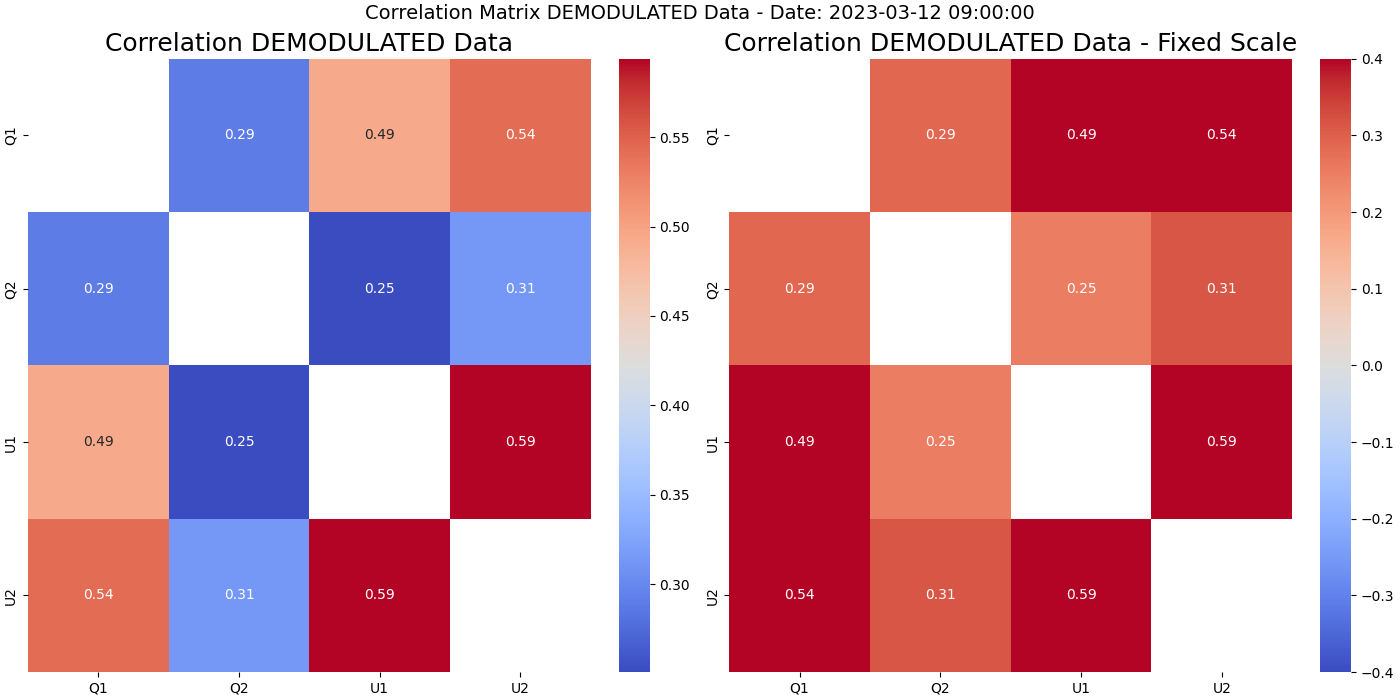 Correlation Matrix DEMODULATED Data - Date: 2023-03-12 09:00:00
Correlation DEMODULATED Data
Q1
0.29
0.49
0.54
Q2
0.29
0.25
0.31
U1
0.49
0.25
0.59
U2
0.54
0.31
0.59
Q1
Q2
U1
U2
0.55
0.50
0.45
0.40
0.35
0.30
Correlation DEMODULATED Data - Fixed Scale
Q1
0.29
0.49
0.54
Q2
0.29
0.25
0.31
U1
0.49
0.25
0.59
U2
0.54
0.31
0.59
Q1
Q2
U1
U2
0.4
0.3
0.2
0.1
0.0
−0.1
−0.2
−0.3
−0.4